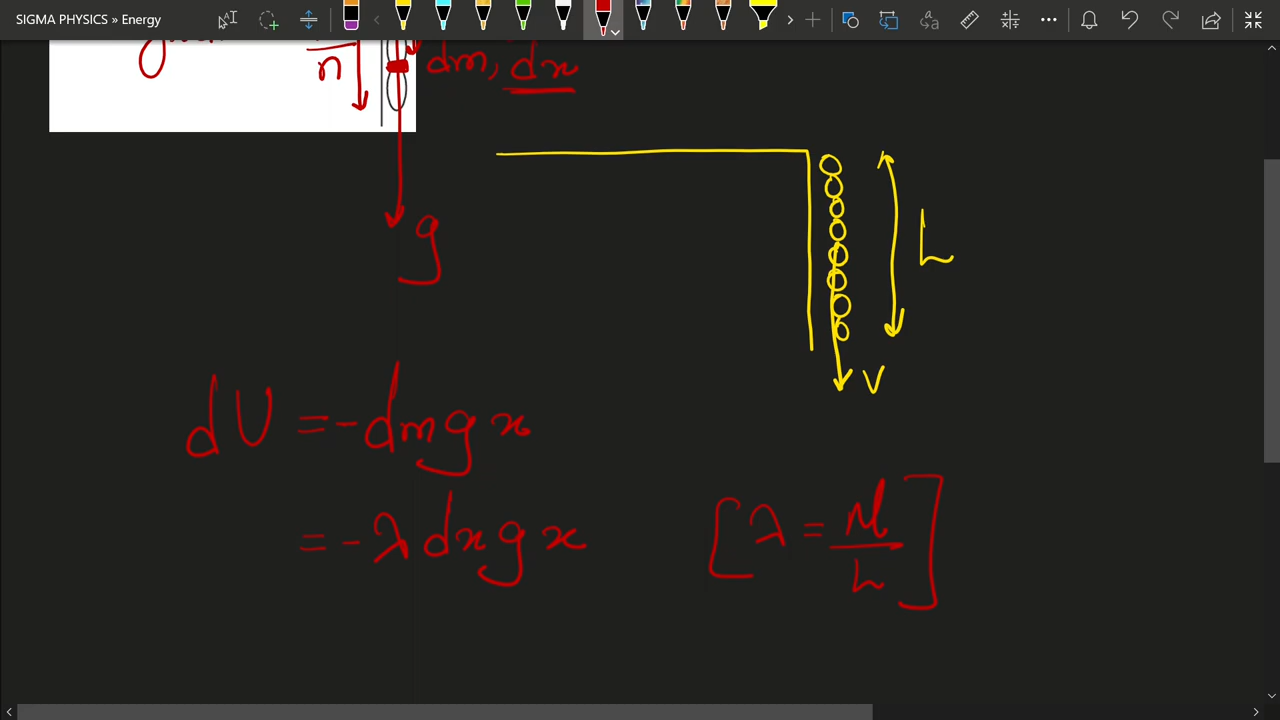 SIGMA PHYSICS » Energy
n
dm, dx
g
L
V
dU = -dmgx
= -λdxgx
[λ = M/L]